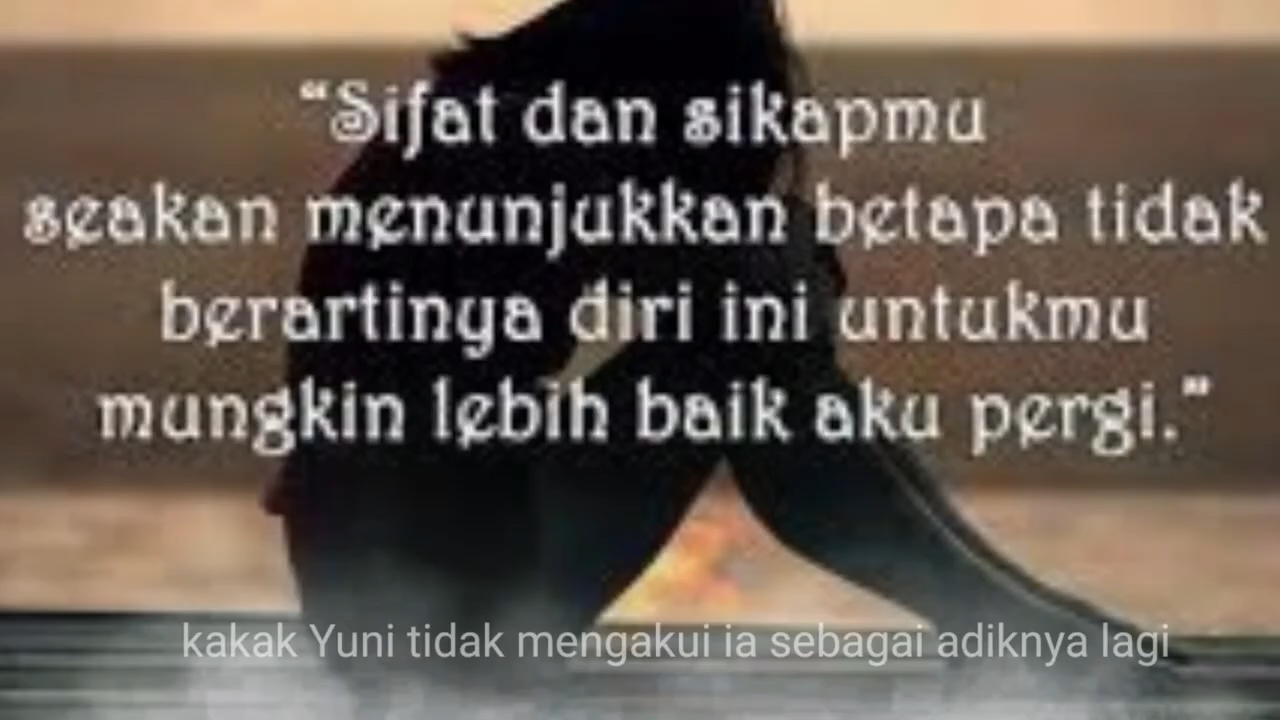 “Sifat dan sikapmu
seakan menunjukkan betapa tidak
berartinya diri ini untukmu
mungkin lebih baik aku pergi.”
kakak Yuni tidak mengakui ia sebagai adiknya lagi